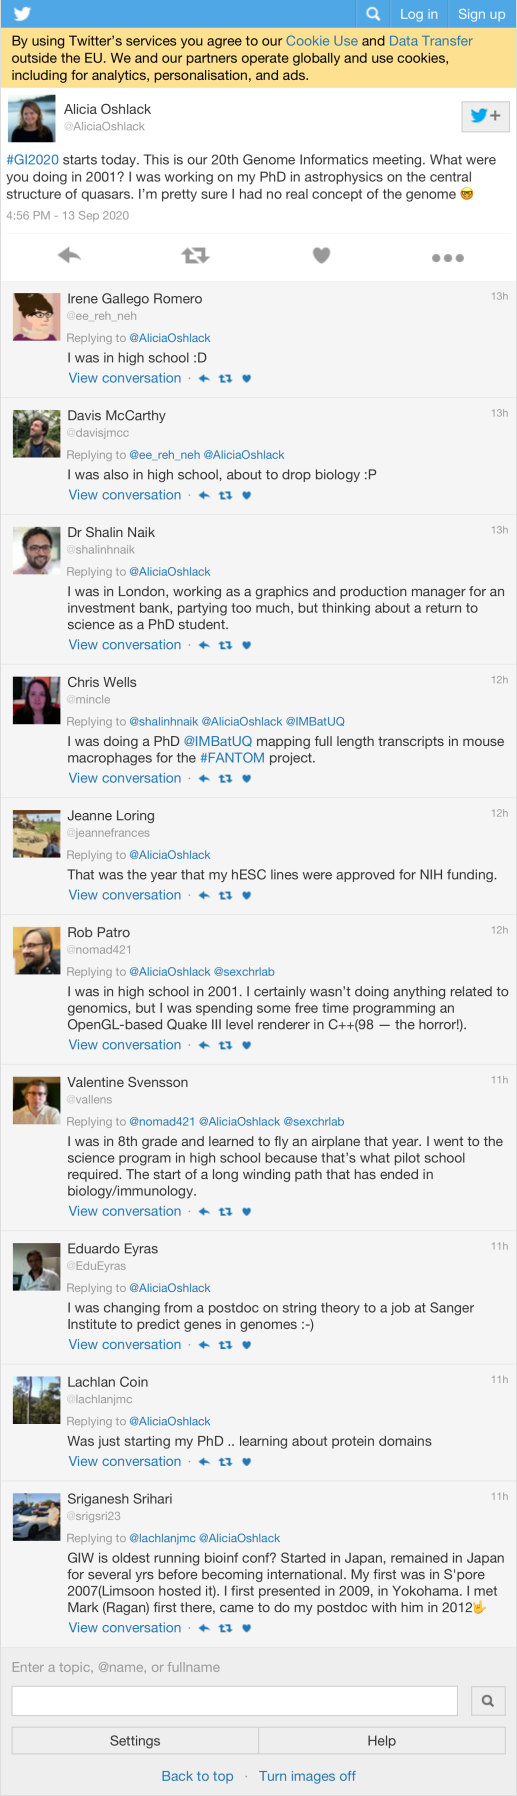 Log in
Sign up
By using Twitter’s services you agree to our Cookie Use and Data Transfer
outside the EU. We and our partners operate globally and use cookies,
including for analytics, personalisation, and ads.
Alicia Oshlack
@AliciaOshlack
#GI2020 starts today. This is our 20th Genome Informatics meeting. What were
you doing in 2001? I was working on my PhD in astrophysics on the central
structure of quasars. I’m pretty sure I had no real concept of the genome 🤓
4:56 PM - 13 Sep 2020
Irene Gallego Romero 13h
@ee_reh_neh
Replying to @AliciaOshlack
I was in high school :D
View conversation ·
Davis McCarthy 13h
@davisjmcc
Replying to @ee_reh_neh @AliciaOshlack
I was also in high school, about to drop biology :P
View conversation ·
Dr Shalin Naik 13h
@shalinhnaik
Replying to @AliciaOshlack
I was in London, working as a graphics and production manager for an
investment bank, partying too much, but thinking about a return to
science as a PhD student.
View conversation ·
Chris Wells 12h
@mincle
Replying to @shalinhnaik @AliciaOshlack @IMBatUQ
I was doing a PhD @IMBatUQ mapping full length transcripts in mouse
macrophages for the #FANTOM project.
View conversation ·
Jeanne Loring 12h
@jeannefrances
Replying to @AliciaOshlack
That was the year that my hESC lines were approved for NIH funding.
View conversation ·
Rob Patro 12h
@nomad421
Replying to @AliciaOshlack @sexchrlab
I was in high school in 2001. I certainly wasn’t doing anything related to
genomics, but I was spending some free time programming an
OpenGL-based Quake III level renderer in C++(98 — the horror!).
View conversation ·
Valentine Svensson 11h
@vallens
Replying to @nomad421 @AliciaOshlack @sexchrlab
I was in 8th grade and learned to fly an airplane that year. I went to the
science program in high school because that’s what pilot school
required. The start of a long winding path that has ended in
biology/immunology.
View conversation ·
Eduardo Eyras 11h
@EduEyras
Replying to @AliciaOshlack
I was changing from a postdoc on string theory to a job at Sanger
Institute to predict genes in genomes :-)
View conversation ·
Lachlan Coin 11h
@lachlanjmc
Replying to @AliciaOshlack
Was just starting my PhD .. learning about protein domains
View conversation ·
Sriganesh Srihari 11h
@srigsri23
Replying to @lachlanjmc @AliciaOshlack
GIW is oldest running bioinf conf? Started in Japan, remained in Japan
for several yrs before becoming international. My first was in S'pore
2007(Limsoon hosted it). I first presented in 2009, in Yokohama. I met
Mark (Ragan) first there, came to do my postdoc with him in 2012🤟
View conversation ·
Enter a topic, @name, or fullname
Settings
Help
Back to top · Turn images off